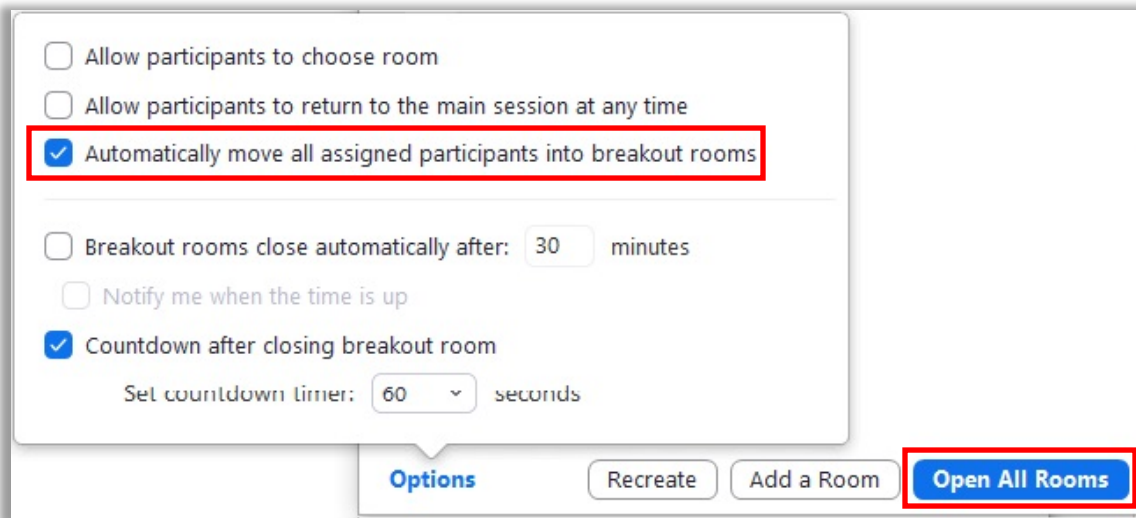 Allow participants to choose room
Allow participants to return to the main session at any time
Automatically move all assigned participants into breakout rooms
Breakout rooms close automatically after: 30 minutes
Notify me when the time is up
Countdown after closing breakout room
Set countdown timer: 60 seconds
Options Recreate Add a Room Open All Rooms